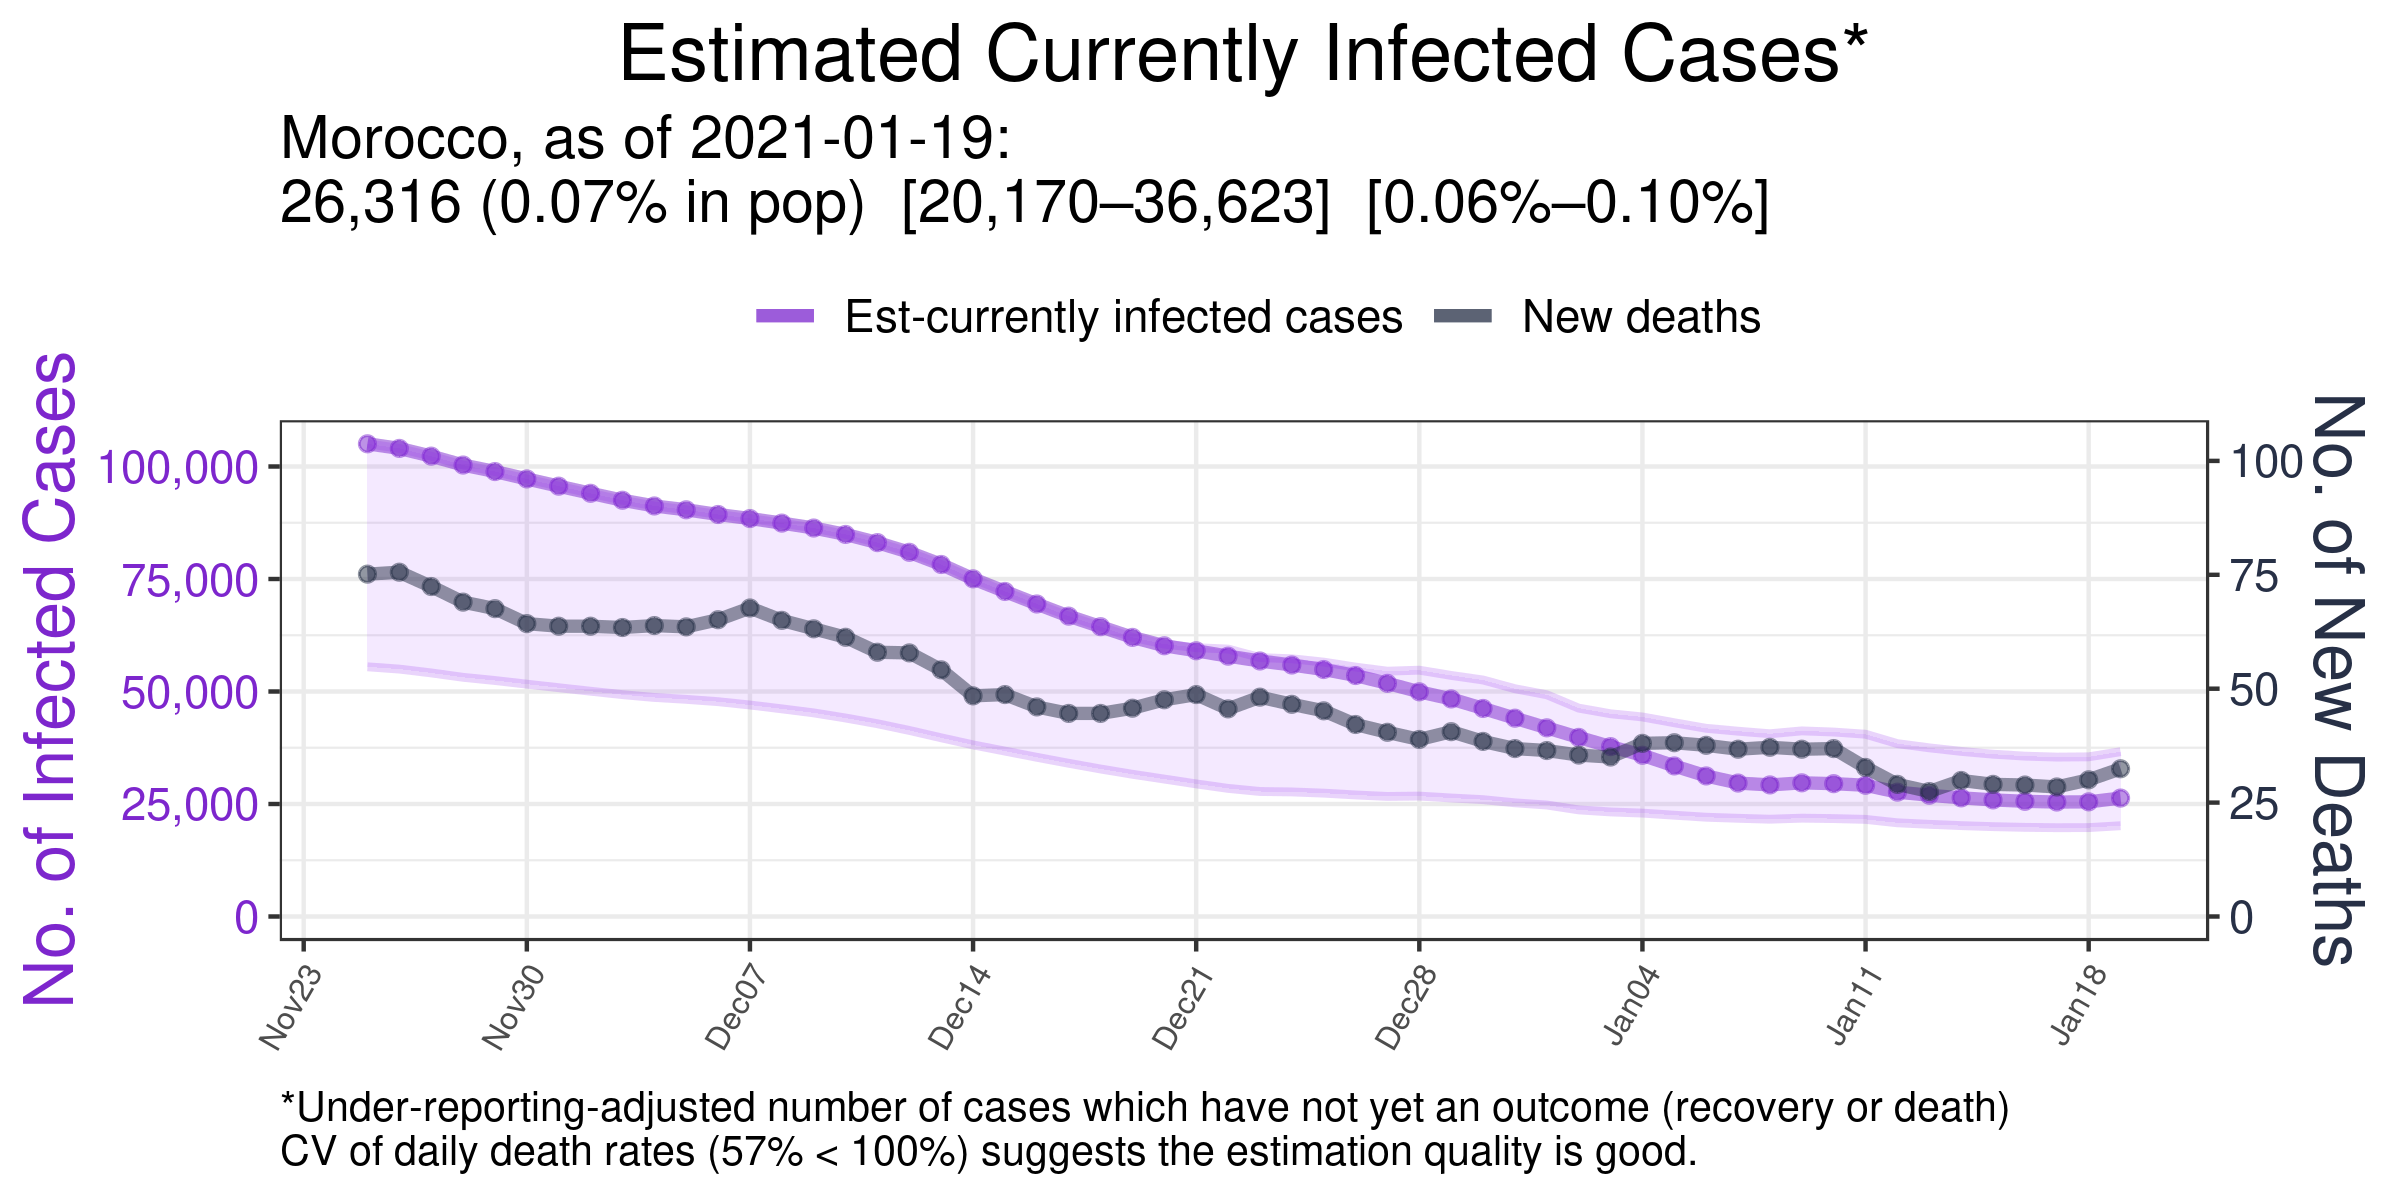 Estimated Currently Infected Cases*
Morocco, as of 2021-01-19:
26,316 (0.07% in pop)  [20,170–36,623]  [0.06%–0.10%]
Est-currently infected cases
New deaths
No. of Infected Cases
100,000
75,000
50,000
25,000
0
100
75
50
25
0
No. of New Deaths
Nov23
Nov30
Dec07
Dec14
Dec21
Dec28
Jan04
Jan11
Jan18
*Under-reporting-adjusted number of cases which have not yet an outcome (recovery or death)
CV of daily death rates (57% < 100%) suggests the estimation quality is good.